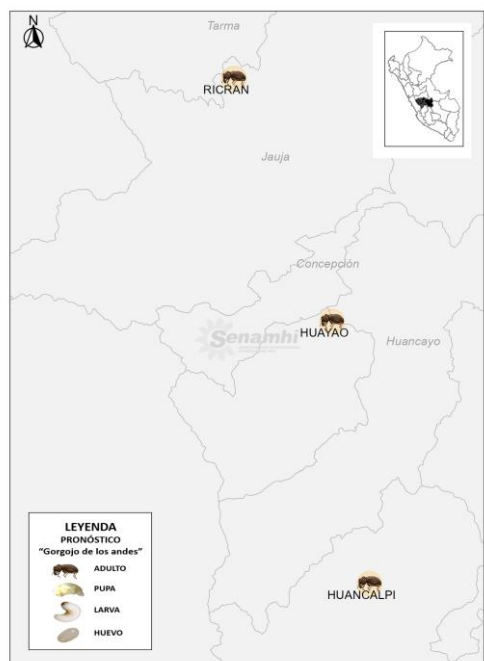 N
Tarma
RICRAN
Jauja
Concepción
Senamhi
HUAYAO
Huancayo
LEYENDA
PRONÓSTICO
"Gorgojo de los andes"
ADULTO
PUPA
LARVA
HUEVO
HUANCALPI